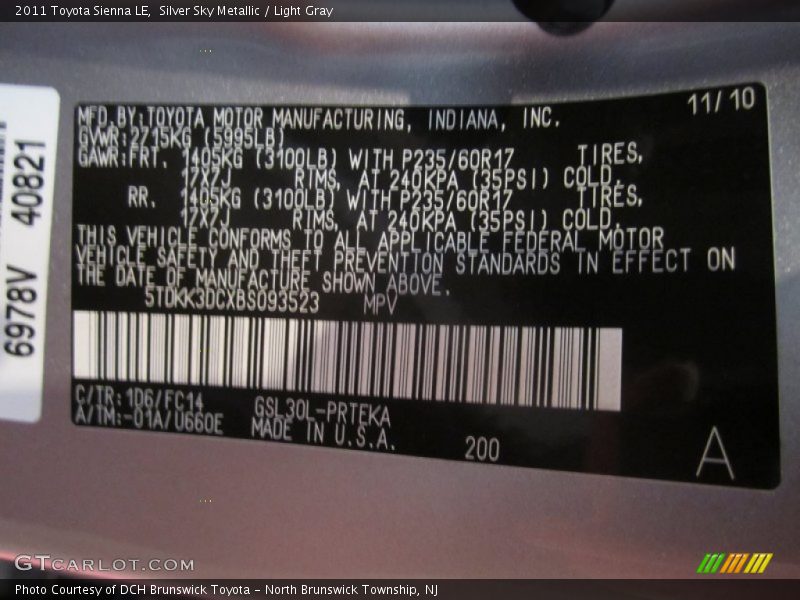 2011 Toyota Sienna LE,  Silver Sky Metallic / Light Gray
11/10
MFD.BY:TOYOTA MOTOR MANUFACTURING, INDIANA, INC.
GVWR:2715KG (5995LB)
GAWR:FRT. 1405KG (3100LB) WITH P235/60R17 TIRES,
17X7J RIMS, AT 240KPA (35PSI) COLD.
RR. 1405KG (3100LB) WITH P235/60R17 TIRES,
17X7J RIMS, AT 240KPA (35PSI) COLD.
THIS VEHICLE CONFORMS TO ALL APPLICABLE FEDERAL MOTOR
VEHICLE SAFETY AND THEFT PREVENTION STANDARDS IN EFFECT ON
THE DATE OF MANUFACTURE SHOWN ABOVE.
5TDKK3DCXBS093523 MPV
C/TR:1D6/FC14 GSL30L-PRTEKA
A/TM:-01A/U660E MADE IN U.S.A. 200
A
6978V 40821
GTCARLOT.COM
Photo Courtesy of DCH Brunswick Toyota - North Brunswick Township, NJ